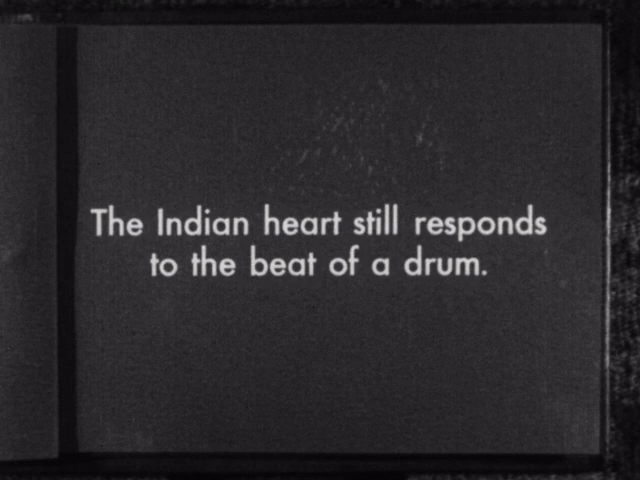 The Indian heart still responds
to the beat of a drum.